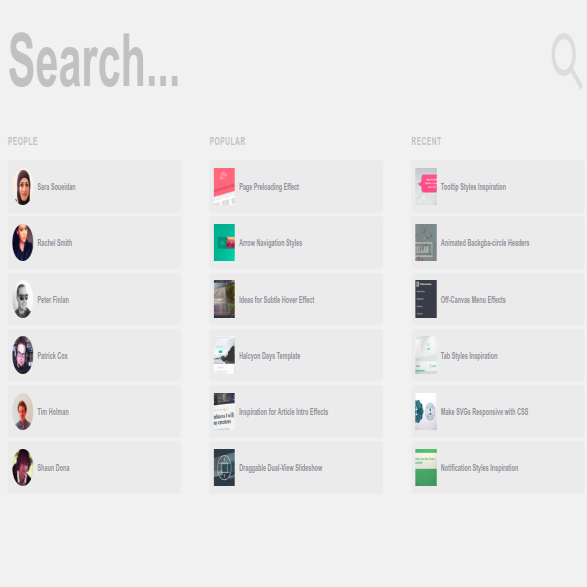 Search...
PEOPLE
Sara Soueidan
Rachel Smith
Peter Finlan
Patrick Cox
Tim Holman
Shaun Dona
POPULAR
Page Preloading Effect
Arrow Navigation Styles
Ideas for Subtle Hover Effect
Halcyon Days Template
Inspiration for Article Intro Effects
Draggable Dual-View Slideshow
RECENT
Tooltip Styles Inspiration
Animated Backgba-circle Headers
Off-Canvas Menu Effects
Tab Styles Inspiration
Make SVGs Responsive with CSS
Notification Styles Inspiration